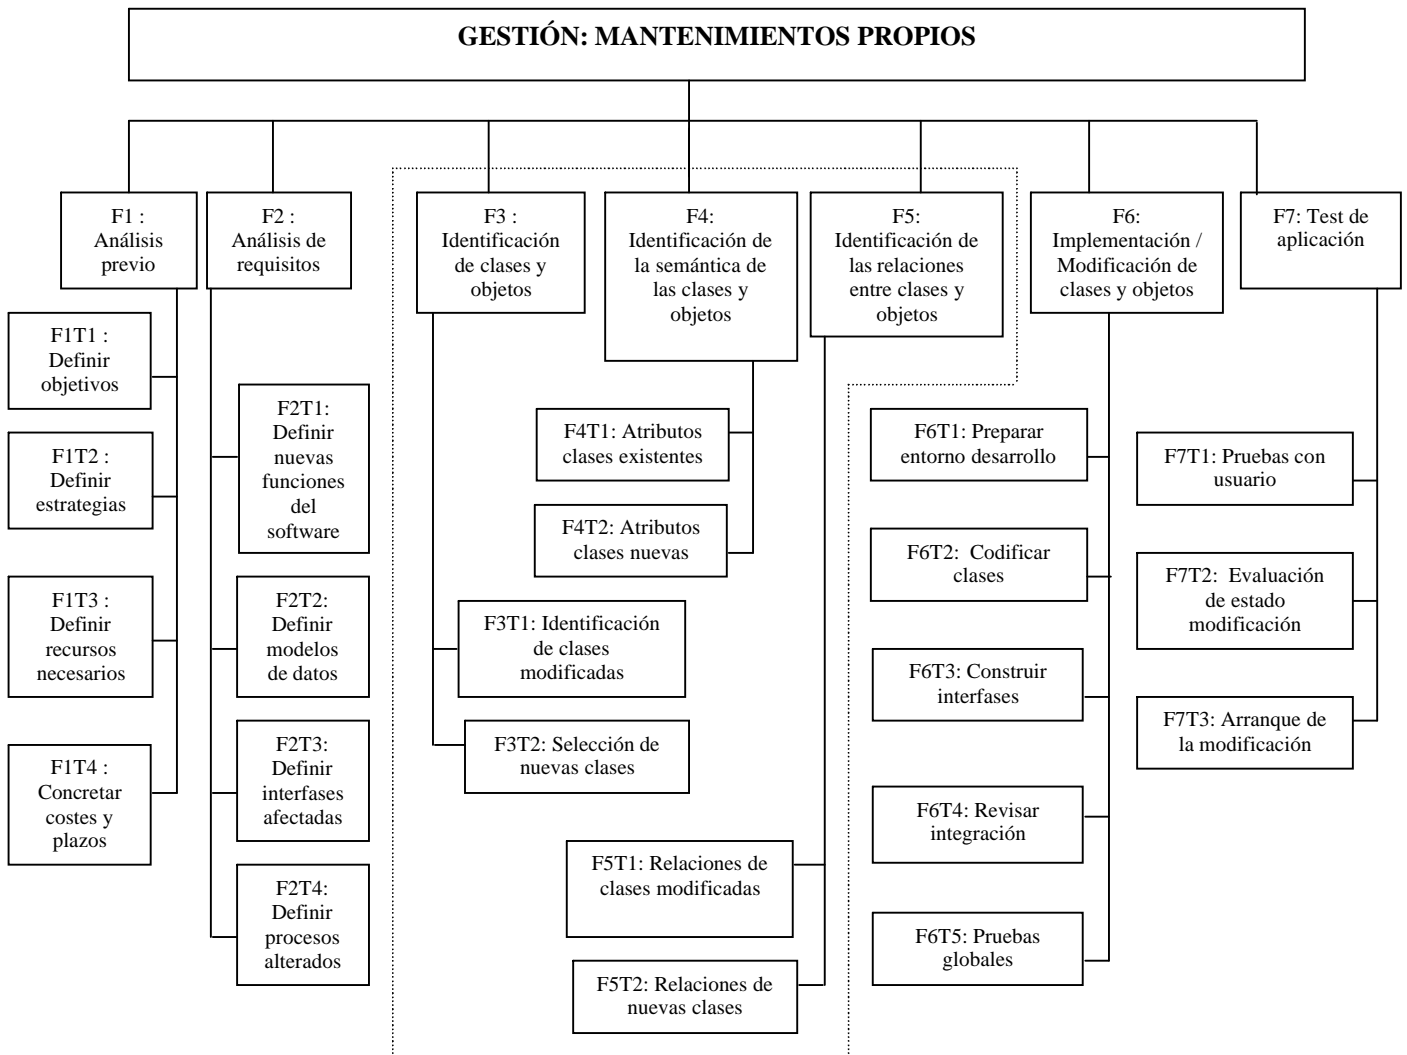 GESTIÓN: MANTENIMIENTOS PROPIOS
F1 :
Análisis
previo
F2 :
Análisis de
requisitos
F3 :
Identificación
de clases y
objetos
F4:
Identificación de
la semántica de
las clases y
objetos
F5:
Identificación de
las relaciones
entre clases y
objetos
F6:
Implementación /
Modificación de
clases y objetos
F7: Test de
aplicación
F1T1 :
Definir
objetivos
F1T2 :
Definir
estrategias
F1T3 :
Definir
recursos
necesarios
F1T4 :
Concretar
costes y
plazos
F2T1:
Definir
nuevas
funciones
del
software
F2T2:
Definir
modelos
de datos
F2T3:
Definir
interfases
afectadas
F2T4:
Definir
procesos
alterados
F3T1: Identificación
de clases
modificadas
F3T2: Selección de
nuevas clases
F4T1: Atributos
clases existentes
F4T2: Atributos
clases nuevas
F5T1: Relaciones de
clases modificadas
F5T2: Relaciones de
nuevas clases
F6T1: Preparar
entorno desarrollo
F6T2: Codificar
clases
F6T3: Construir
interfases
F6T4: Revisar
integración
F6T5: Pruebas
globales
F7T1: Pruebas con
usuario
F7T2: Evaluación
de estado
modificación
F7T3: Arranque de
la modificación